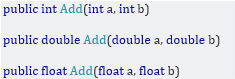 public int Add(int a, int b)
public double Add(double a, double b)
public float Add(float a, float b)